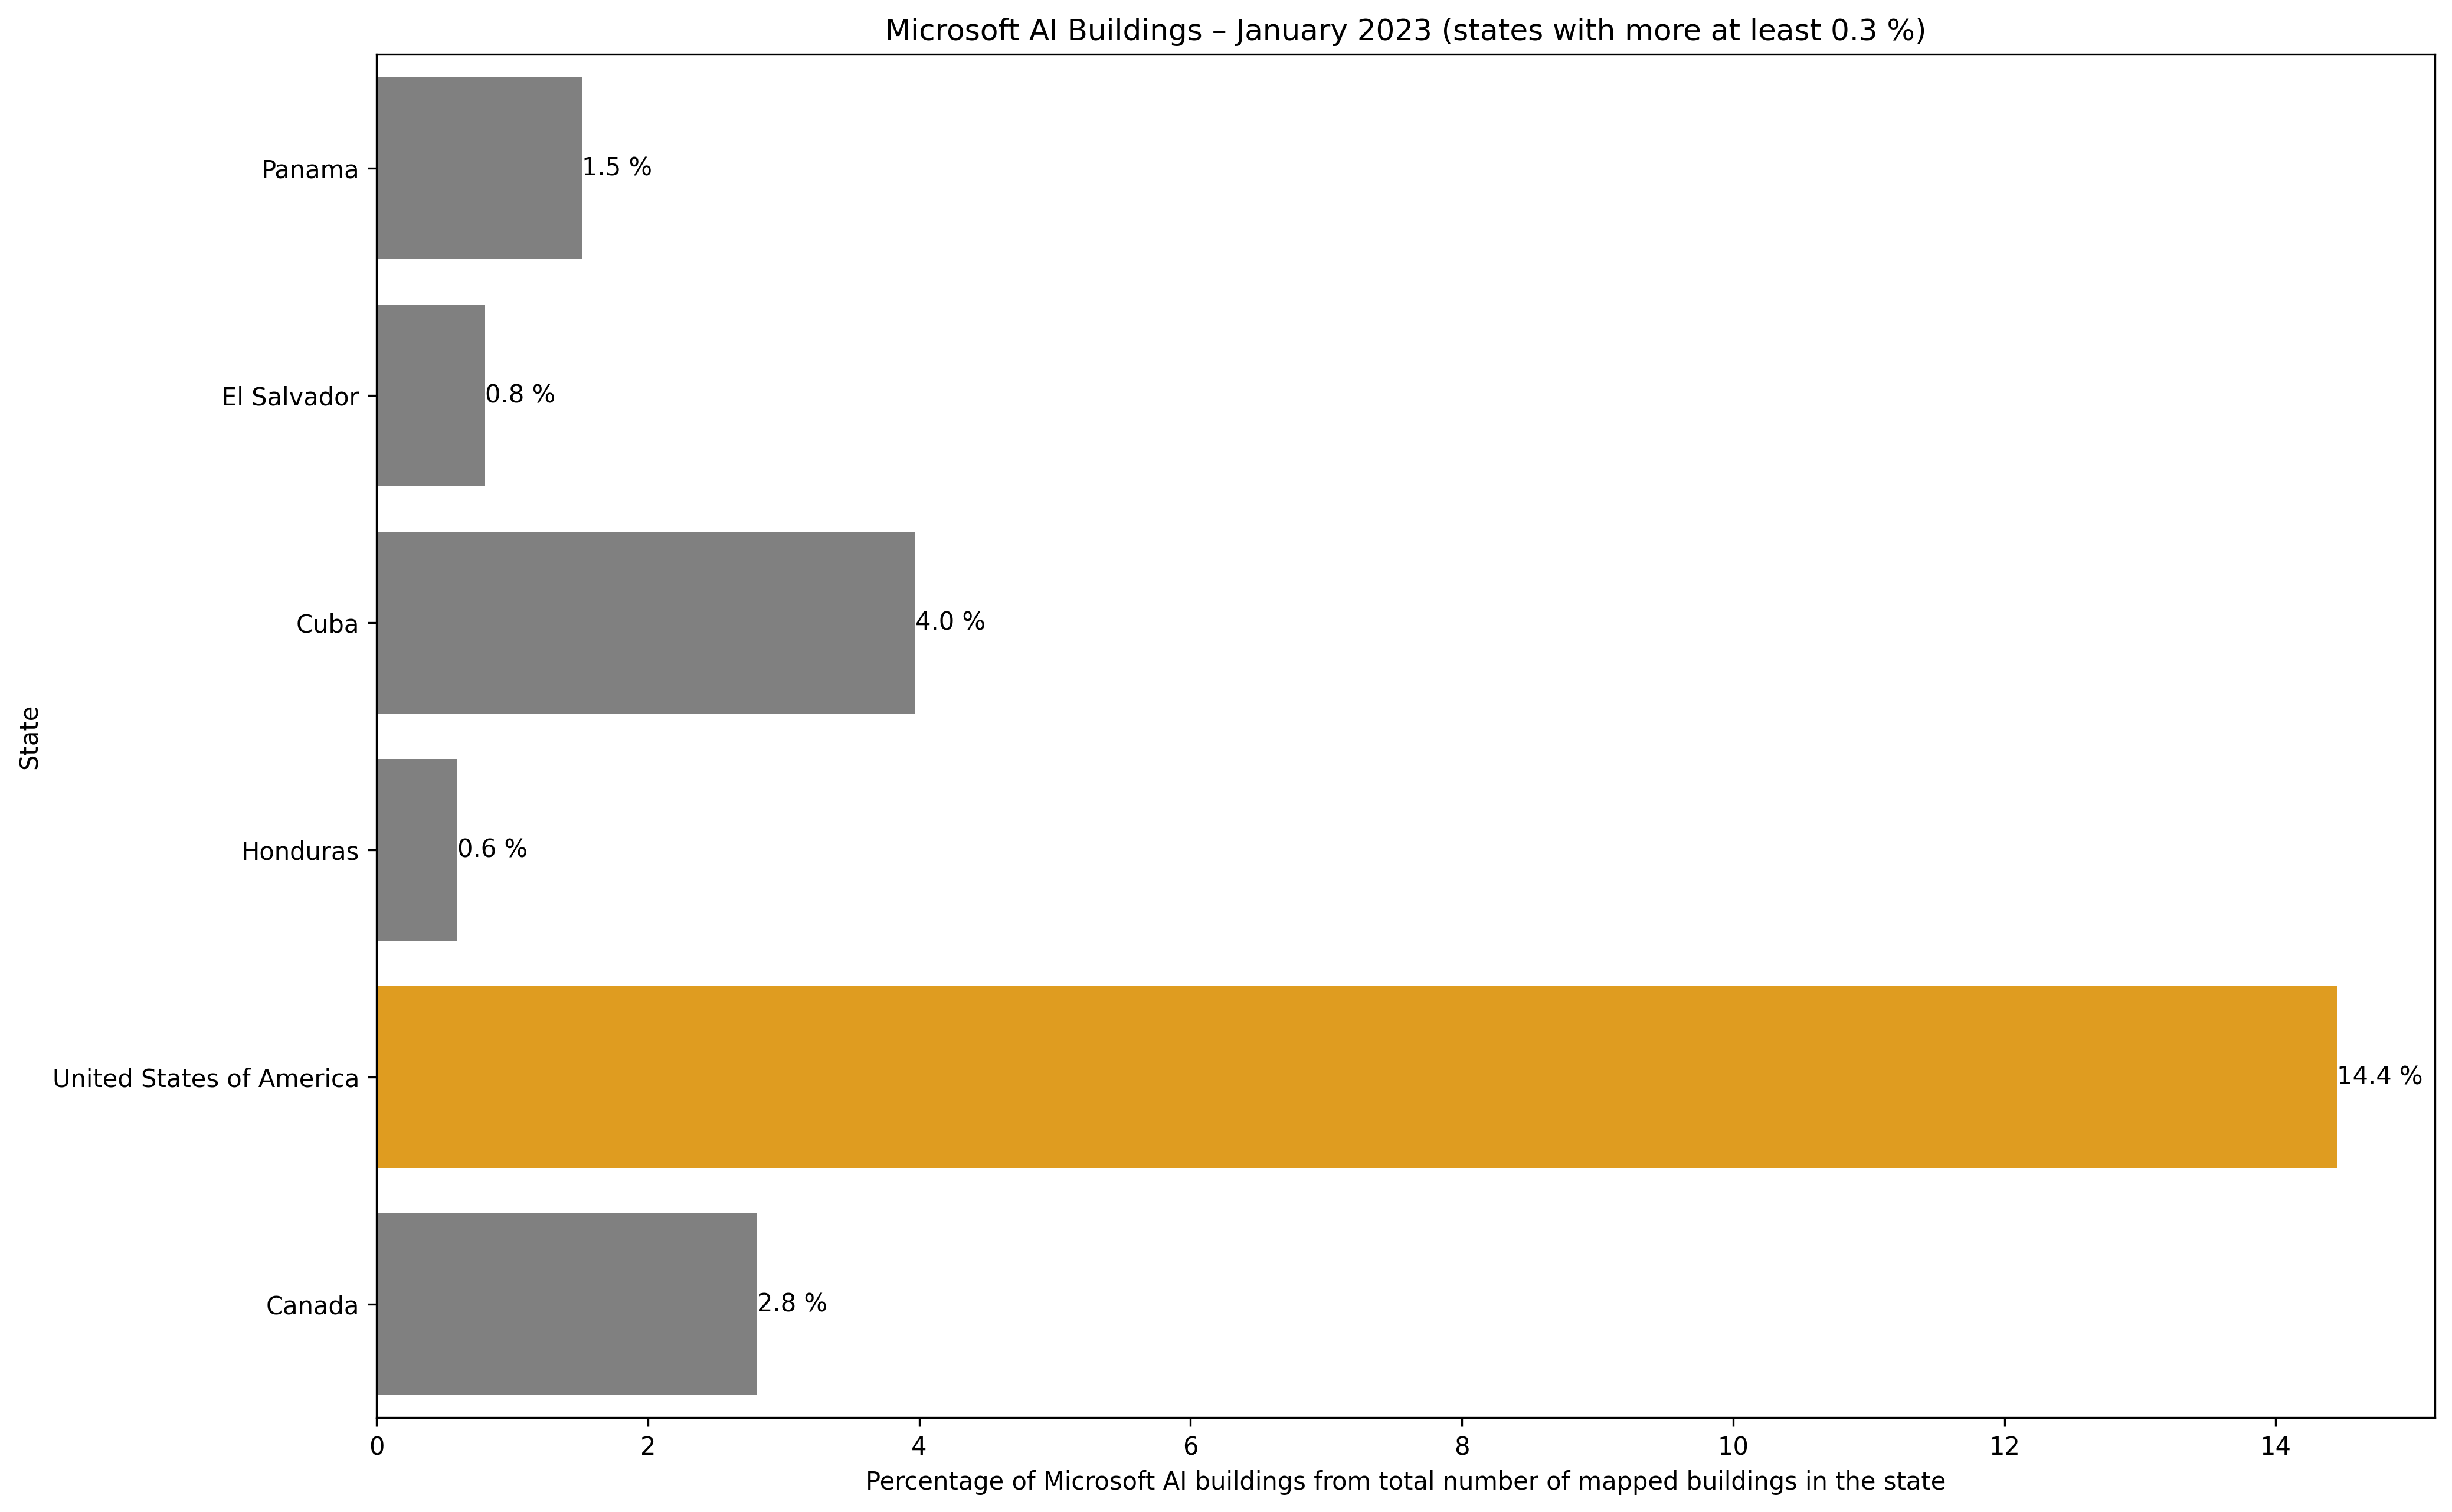 Microsoft AI Buildings – January 2023 (states with more at least 0.3 %)
Panama
1.5 %
El Salvador
0.8 %
Cuba
4.0 %
State
Honduras
0.6 %
United States of America
14.4 %
Canada
2.8 %
0 2 4 6 8 10 12 14
Percentage of Microsoft AI buildings from total number of mapped buildings in the state